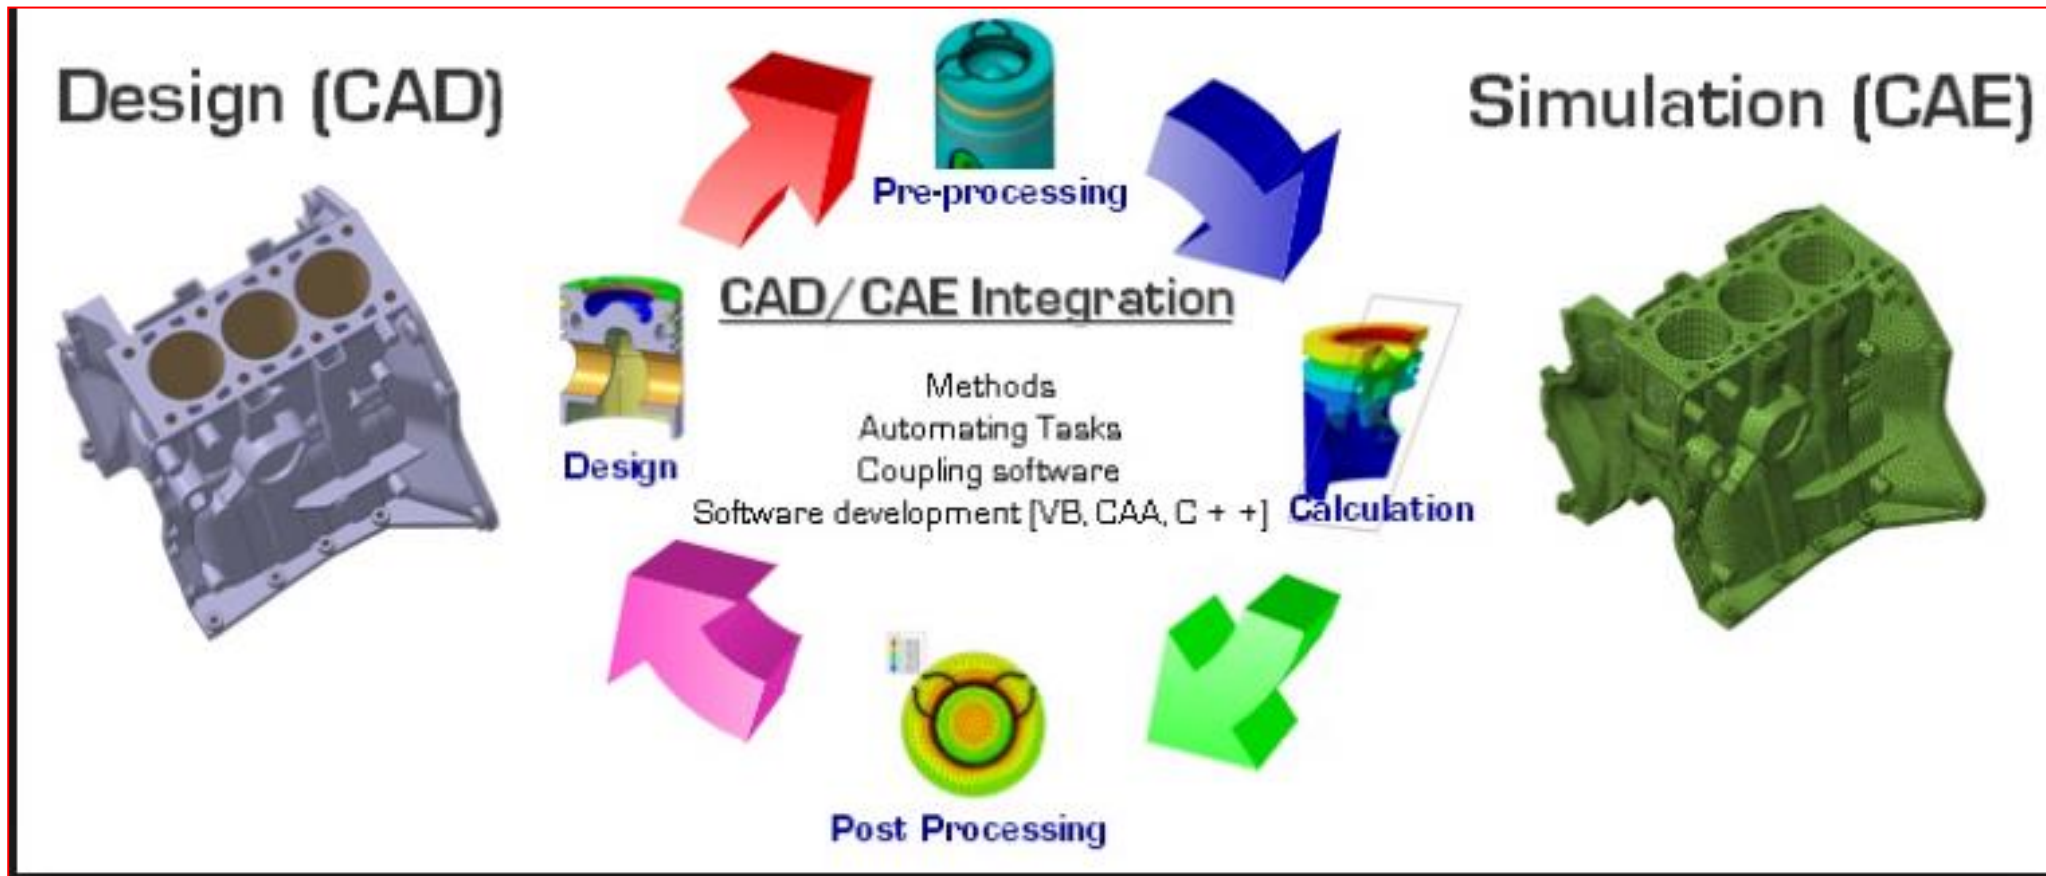 Design (CAD)
Simulation (CAE)
Pre-processing
CAD/CAE Integration
Methods
Automating Tasks
Coupling software
Software development [VB, CAA, C + +]
Design
Calculation
Post Processing